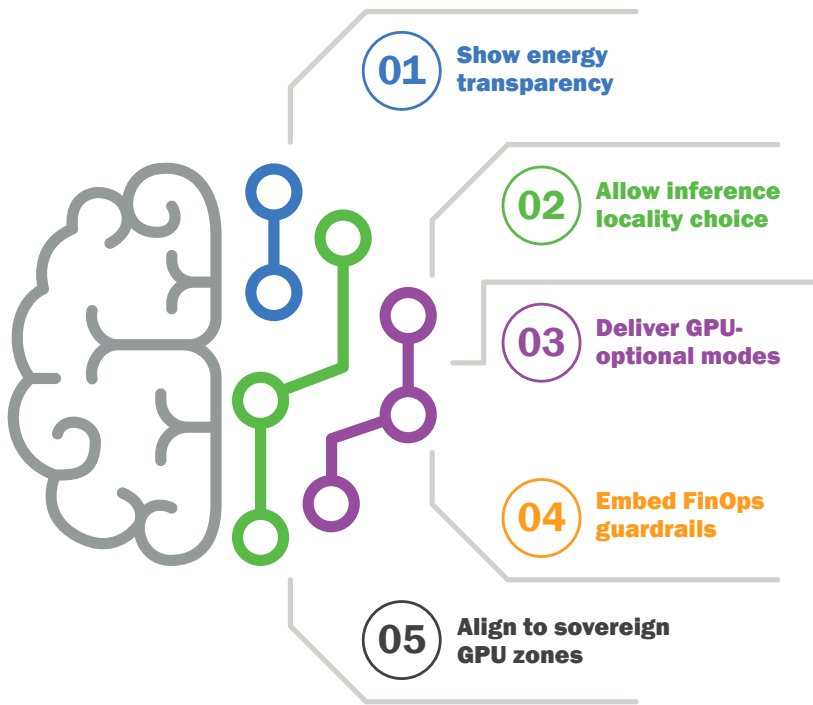 01
Show energy
transparency
02
Allow inference
locality choice
03
Deliver GPU-
optional modes
04
Embed FinOps
guardrails
05
Align to sovereign
GPU zones